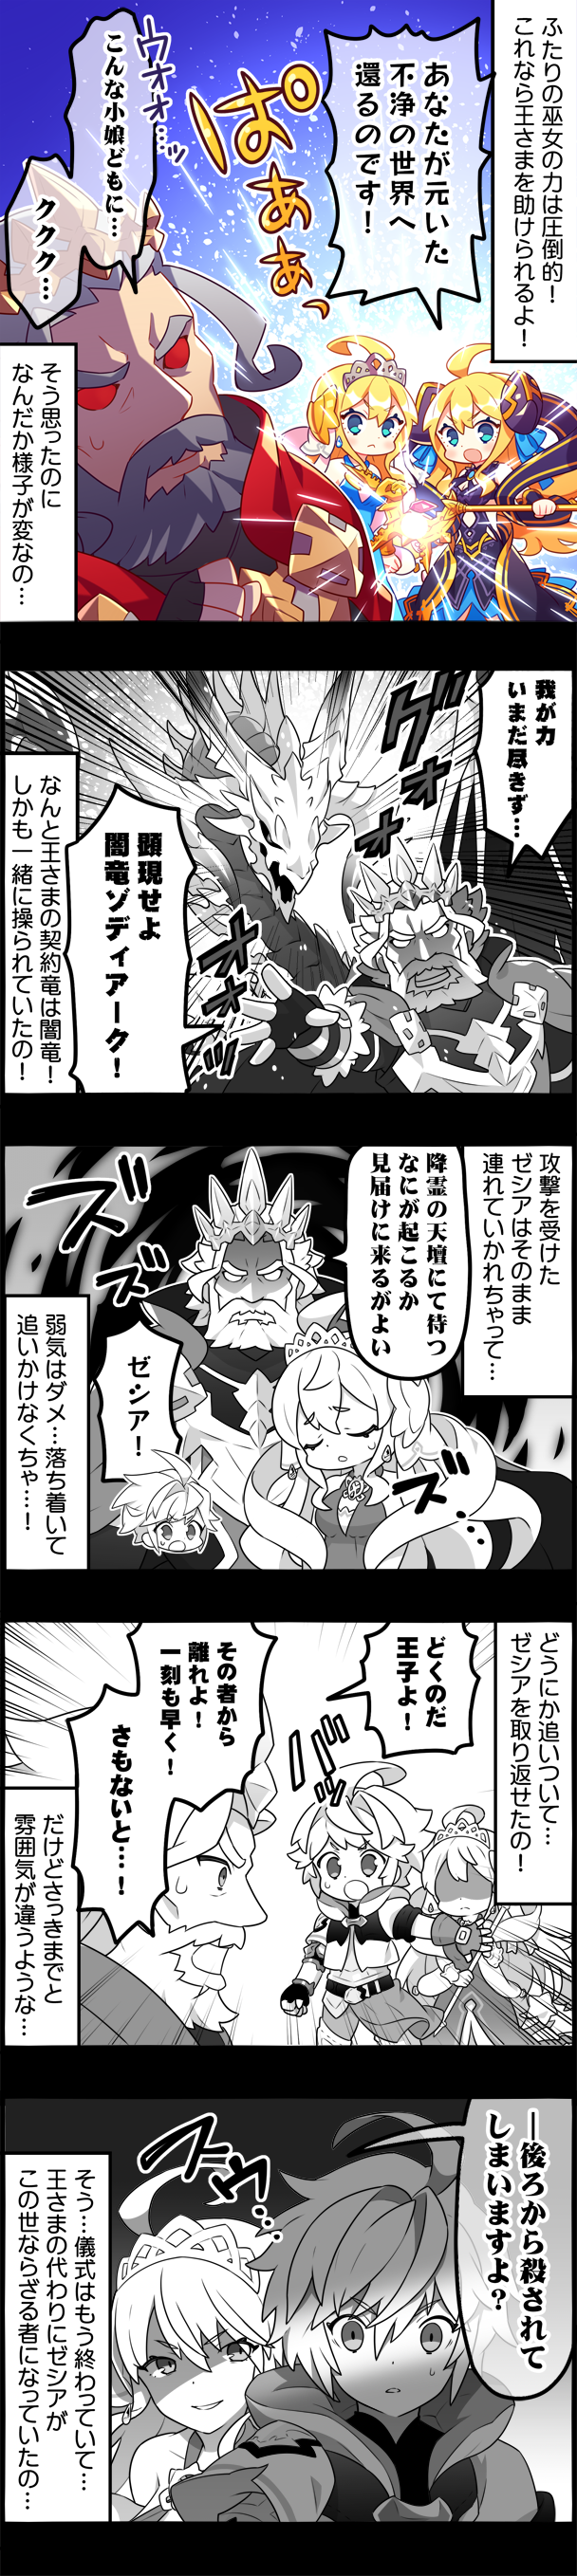 ふたりの巫女の力は圧倒的！
これなら王さまを助けられるよ！
あなたが元いた
不浄の世界へ
還るのです！
ぱあぁっ
ウオォ…ッ
こんな小娘どもに…
ククク…
そう思ったのに
なんだか様子が変なの…
我が力
いまだ尽きず…
グォォ
顕現せよ
闇竜ゾディアーク！
オォォ
なんと王さまの契約竜は闇竜！
しかも一緒に操られていたの！
攻撃を受けた
ゼシアはそのまま
連れていかれちゃって…
降霊の天壇にて待つ
なにが起こるか
見届けに来るがよい
ズズ
ゼシア！
ズ…
弱気はダメ…落ち着いて
追いかけなくちゃ…！
どうにか追いついて…
ゼシアを取り返せたの！
どくのだ
王子よ！
バッ
その者から
離れよ！
一刻も早く！
さもないと…！
だけどさっきまでと
雰囲気が違うような…
―後ろから殺されて
しまいますよ？
ズッ…
そう…儀式はもう終わっていて…
王さまの代わりにゼシアが
この世ならざる者になっていたの…